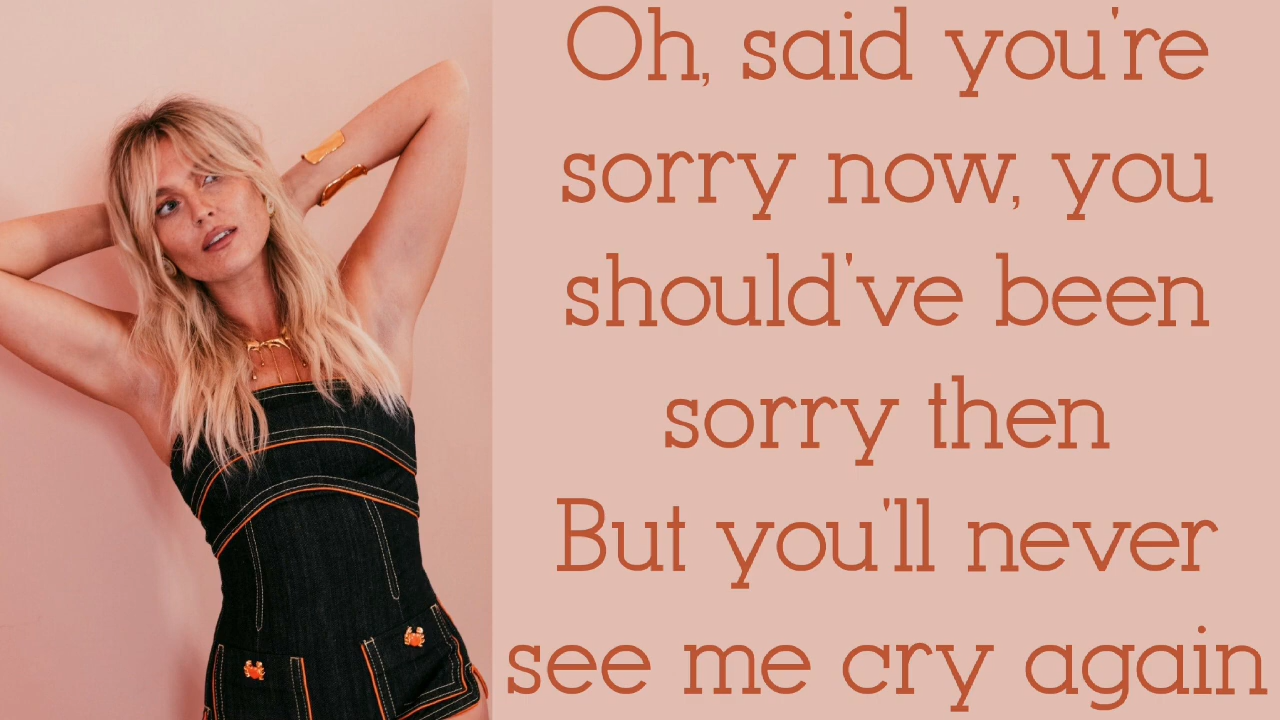 Oh, said you're
sorry now, you
should've been
sorry then
But you'll never
see me cry again